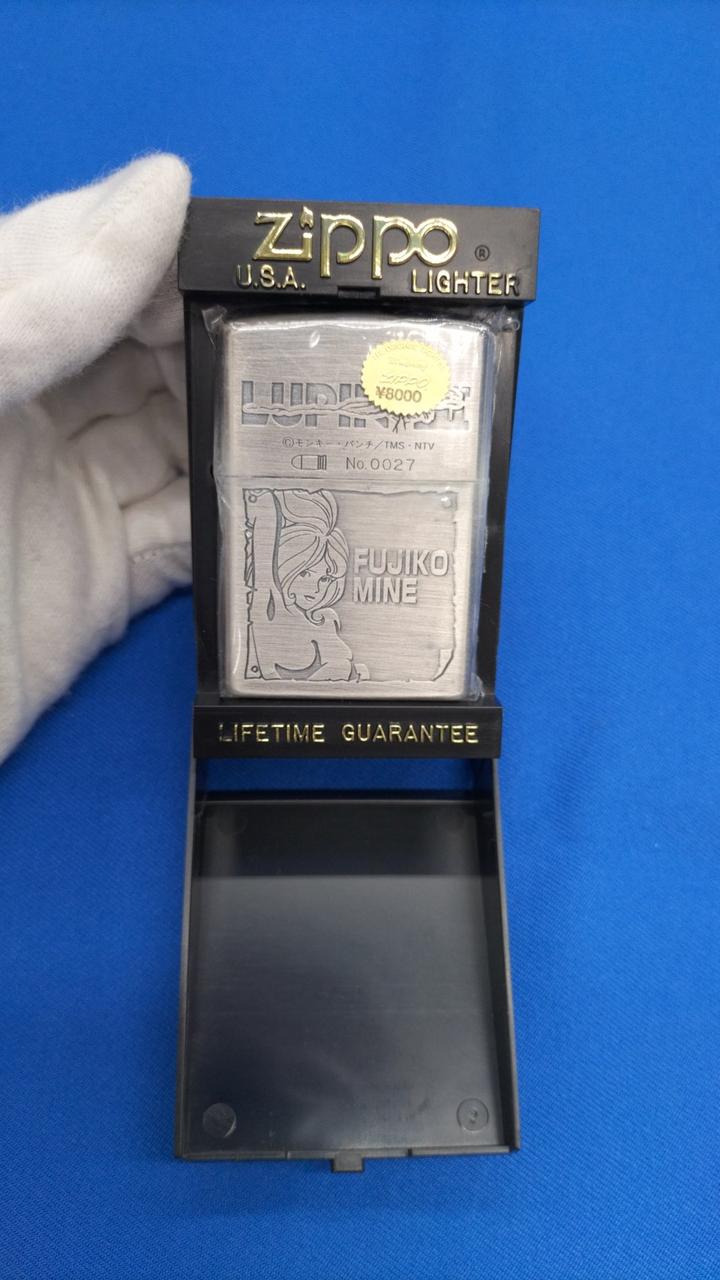 Zippo®
U.S.A. LIGHTER
¥8000
LUPIN
©モンキー・パンチ/TMS・NTV
No.0027
FUJIKO
MINE
LIFETIME GUARANTEE